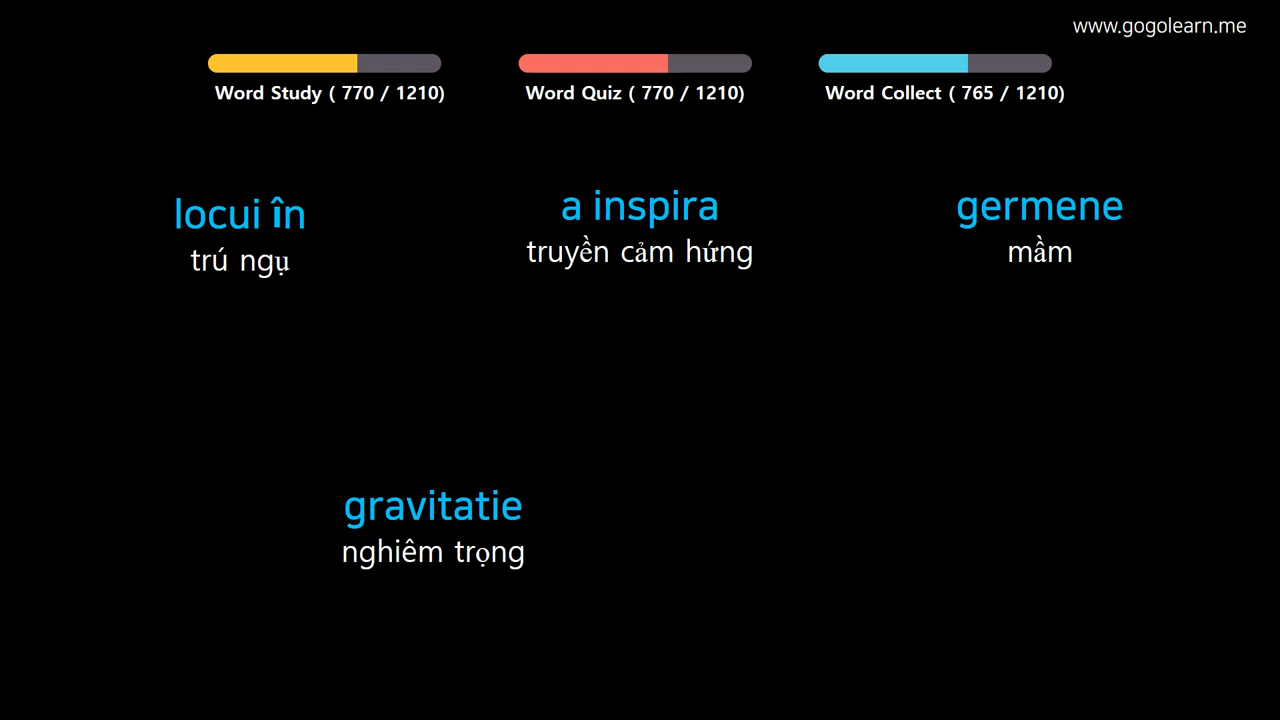 www.gogolearn.me
Word Study ( 770 / 1210)
Word Quiz ( 770 / 1210)
Word Collect ( 765 / 1210)
locui în
trú ngụ
a inspira
truyền cảm hứng
germene
mầm
gravitatie
nghiêm trọng